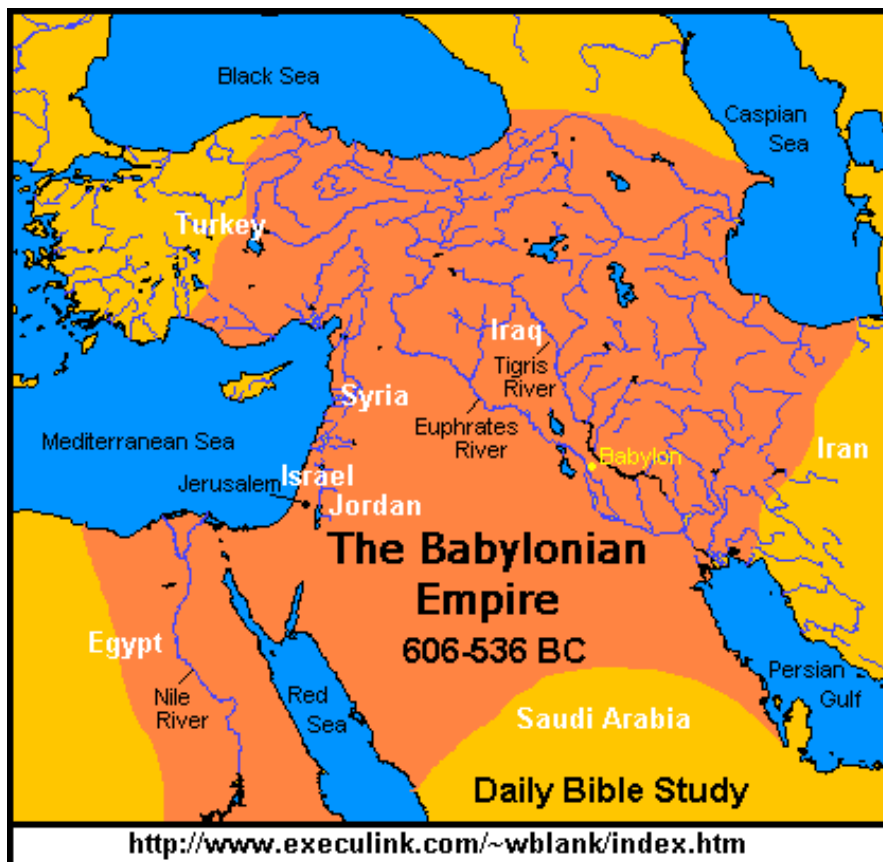 Black Sea
Caspian
Sea
Turkey
Iraq
Tigris
River
Syria
Euphrates
River
Mediterranean Sea
Babylon
Iran
Israel
Jerusalem
Jordan
The Babylonian
Empire
606-536 BC
Egypt
Nile
River
Red
Sea
Persian
Gulf
Saudi Arabia
Daily Bible Study
http://www.execulink.com/~wblank/index.htm